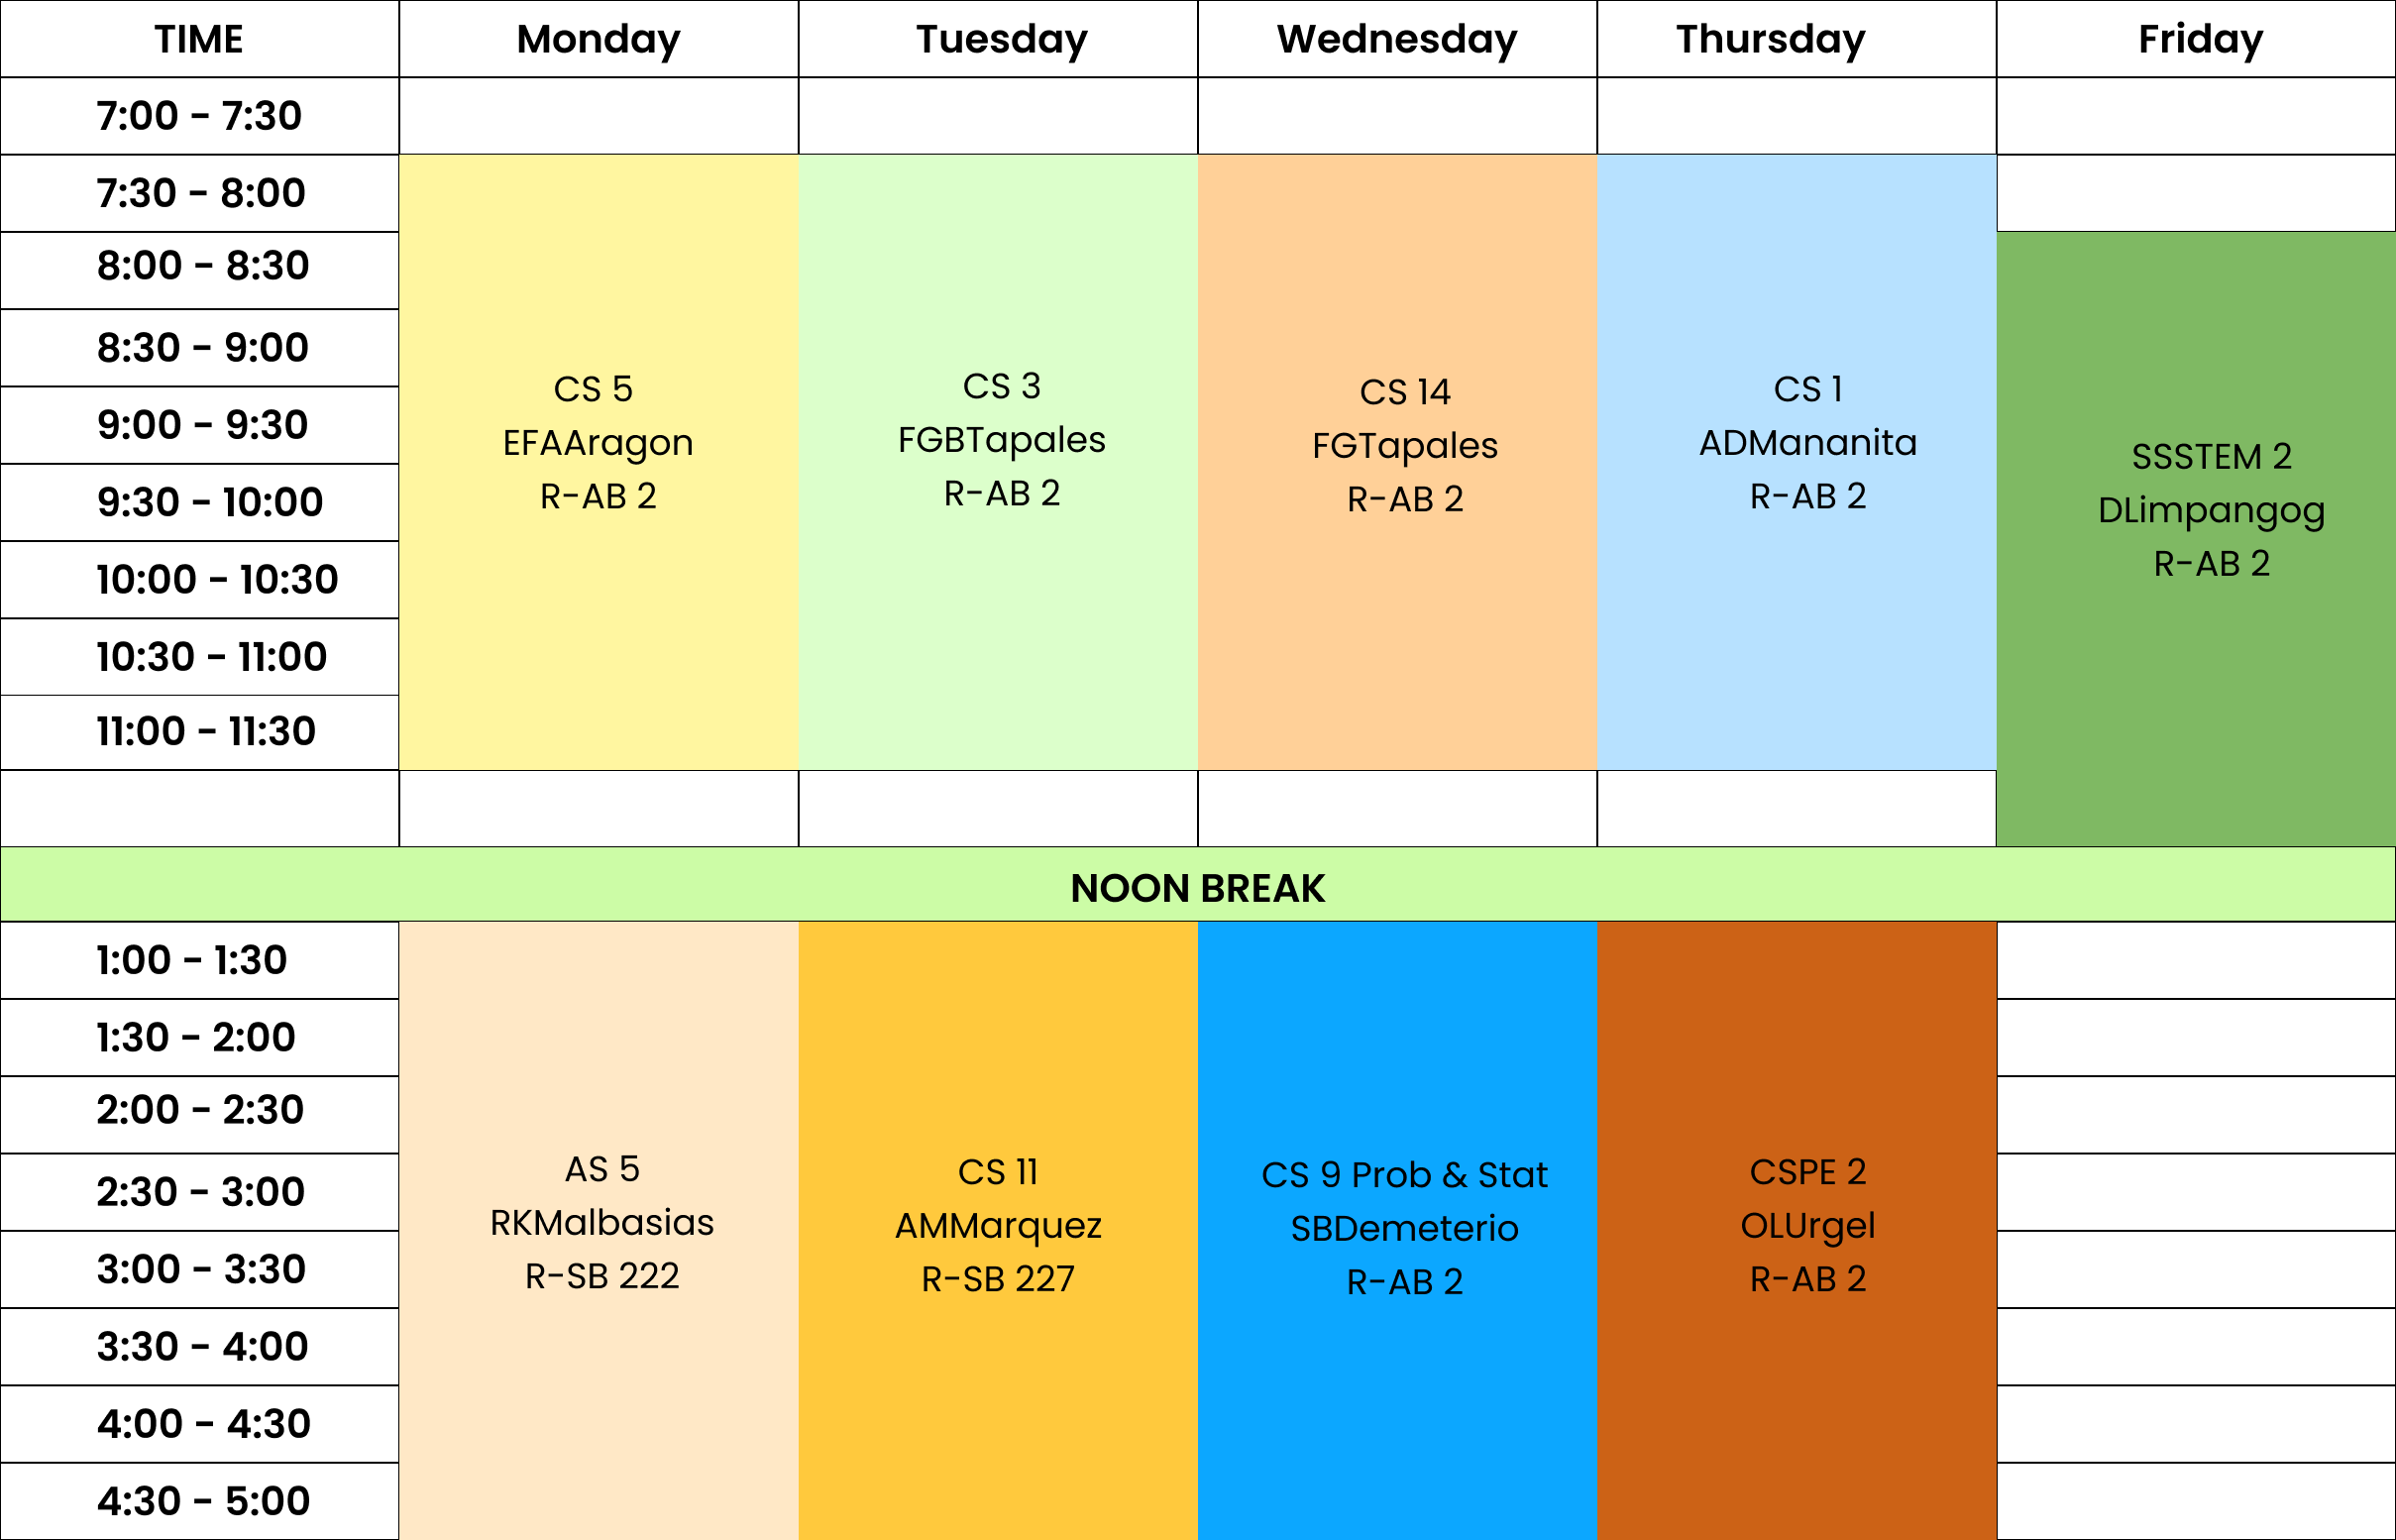 TIME Monday Tuesday Wednesday Thursday Friday
7:00 - 7:30
7:30 - 8:00
8:00 - 8:30
8:30 - 9:00
9:00 - 9:30
9:30 - 10:00
10:00 - 10:30
10:30 - 11:00
11:00 - 11:30
CS 5
EFAAragon
R-AB 2
CS 3
FGBTapales
R-AB 2
CS 14
FGTapales
R-AB 2
CS 1
ADMananita
R-AB 2
SSSTEM 2
DLimpangog
R-AB 2
NOON BREAK
1:00 - 1:30
1:30 - 2:00
2:00 - 2:30
2:30 - 3:00
3:00 - 3:30
3:30 - 4:00
4:00 - 4:30
4:30 - 5:00
AS 5
RKMalbasias
R-SB 222
CS 11
AMMarquez
R-SB 227
CS 9 Prob & Stat
SBDemeterio
R-AB 2
CSPE 2
OLUrgel
R-AB 2